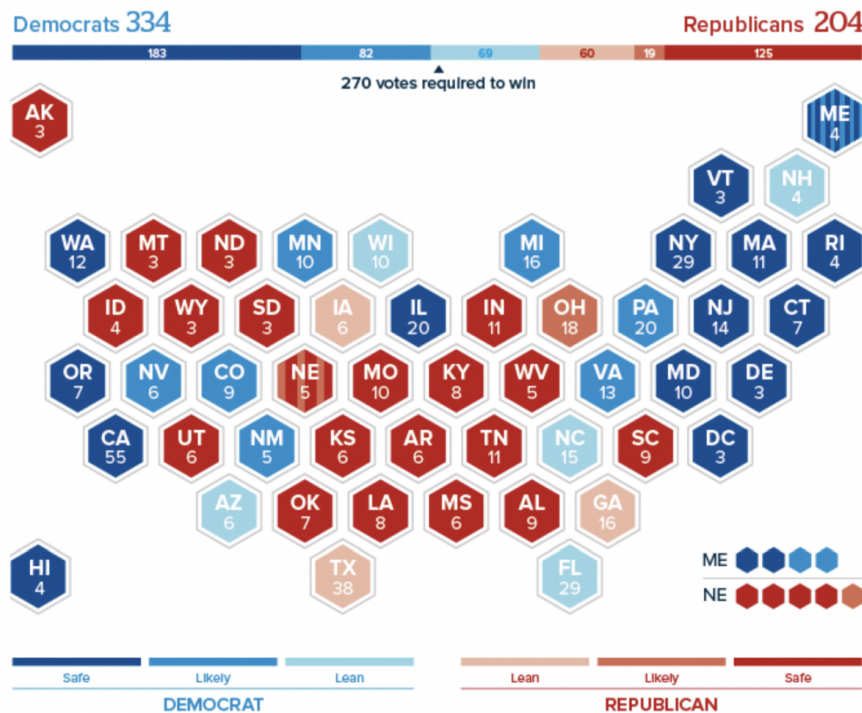 Democrats 334
Republicans 204
183 82 69 60 19 125
270 votes required to win
AK
3
ME
4
VT
3
NH
4
WA
12
MT
3
ND
3
MN
10
WI
10
MI
16
NY
29
MA
11
RI
4
ID
4
WY
3
SD
3
IA
6
IL
20
IN
11
OH
18
PA
20
NJ
14
CT
7
OR
7
NV
6
CO
9
NE
5
MO
10
KY
8
WV
5
VA
13
MD
10
DE
3
CA
55
UT
6
NM
5
KS
6
AR
6
TN
11
NC
15
SC
9
DC
3
AZ
6
OK
7
LA
8
MS
6
AL
9
GA
16
HI
4
TX
38
FL
29
ME
NE
Safe Likely Lean
DEMOCRAT
Lean Likely Safe
REPUBLICAN